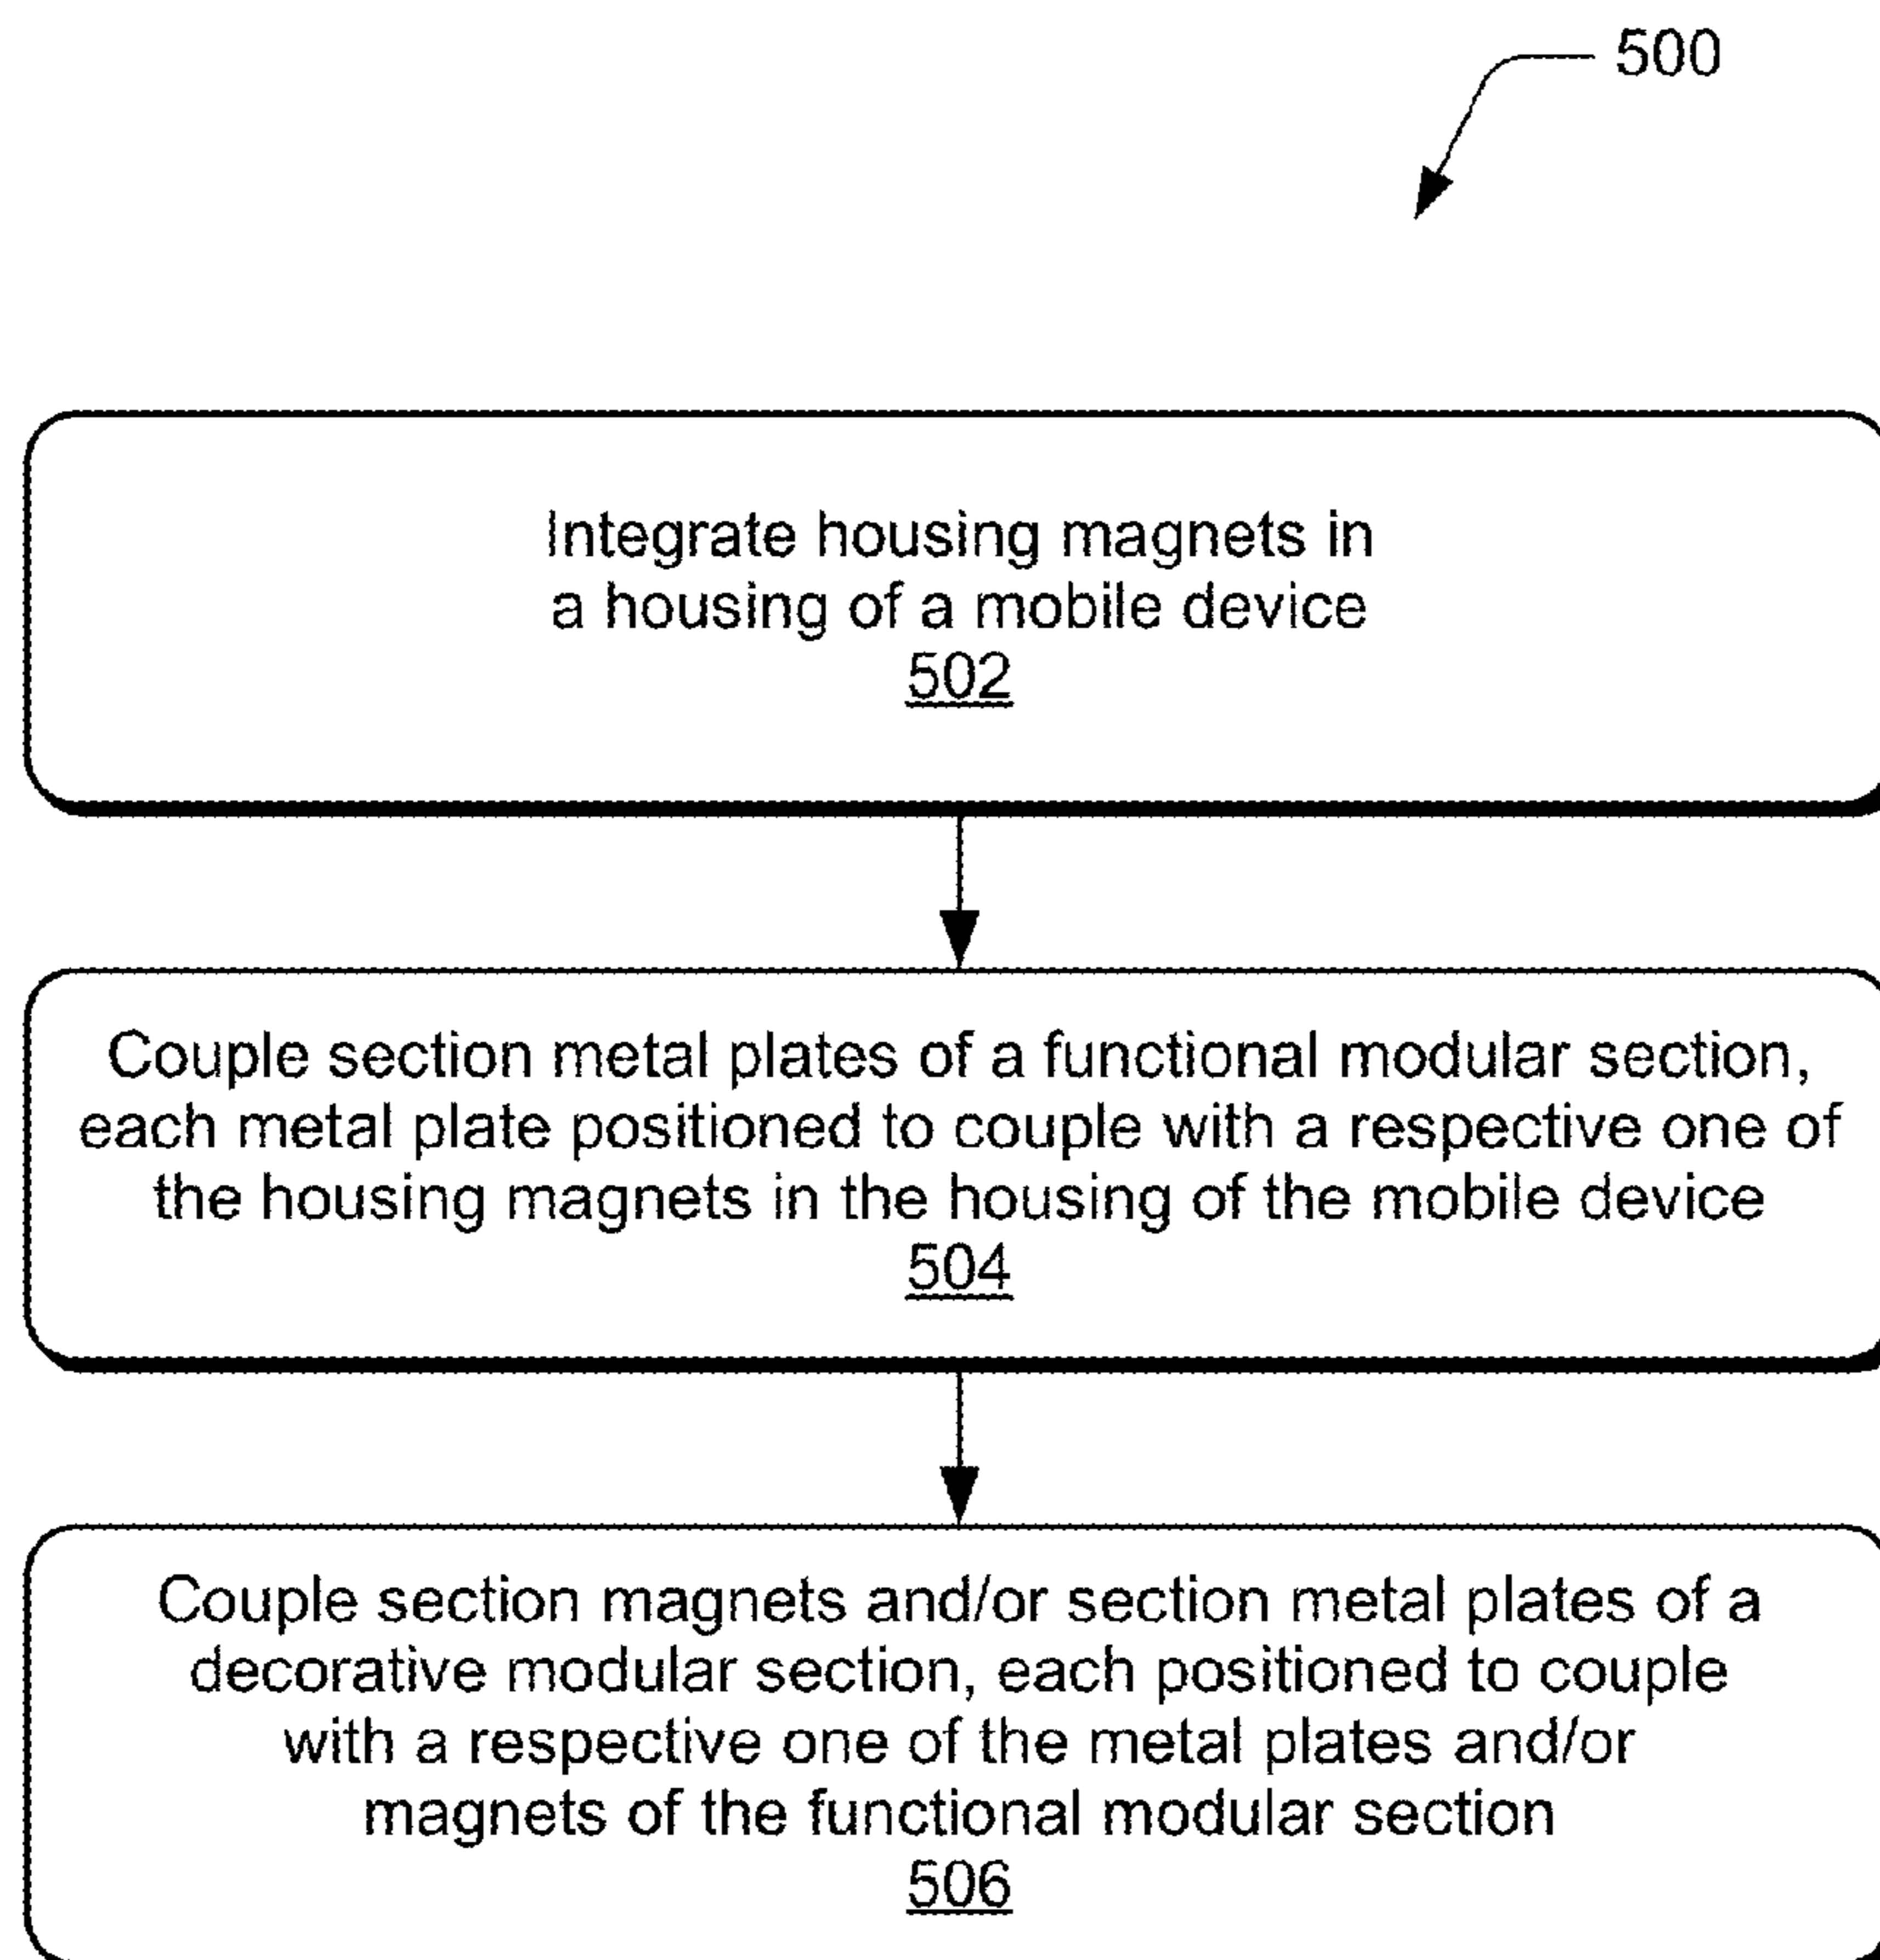 500
Integrate housing magnets in
a housing of a mobile device
502
Couple section metal plates of a functional modular section,
each metal plate positioned to couple with a respective one of
the housing magnets in the housing of the mobile device
504
Couple section magnets and/or section metal plates of a
decorative modular section, each positioned to couple
with a respective one of the metal plates and/or
magnets of the functional modular section
506